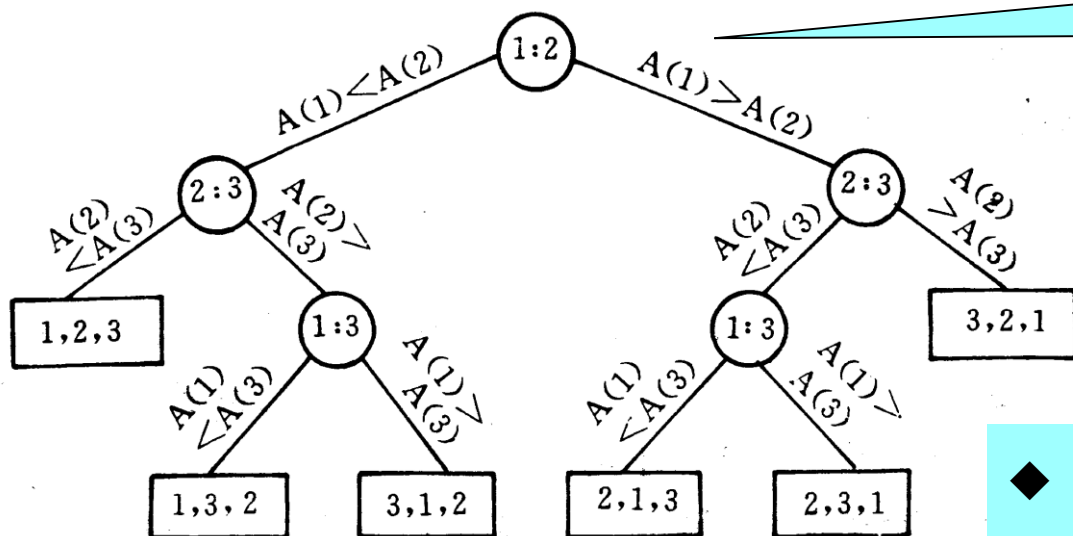 1:2
A(1)<A(2)
A(1)>A(2)
2:3
2:3
A(2)
<A(3)
A(2)>
A(3)
A(2)
<A(3)
A(2)
>A(3)
1,2,3
1:3
1:3
3,2,1
A(1)
<A(3)
A(1)>
A(3)
A(1)
<A(3)
A(1)>
A(3)
1,3,2
3,1,2
2,1,3
2,3,1